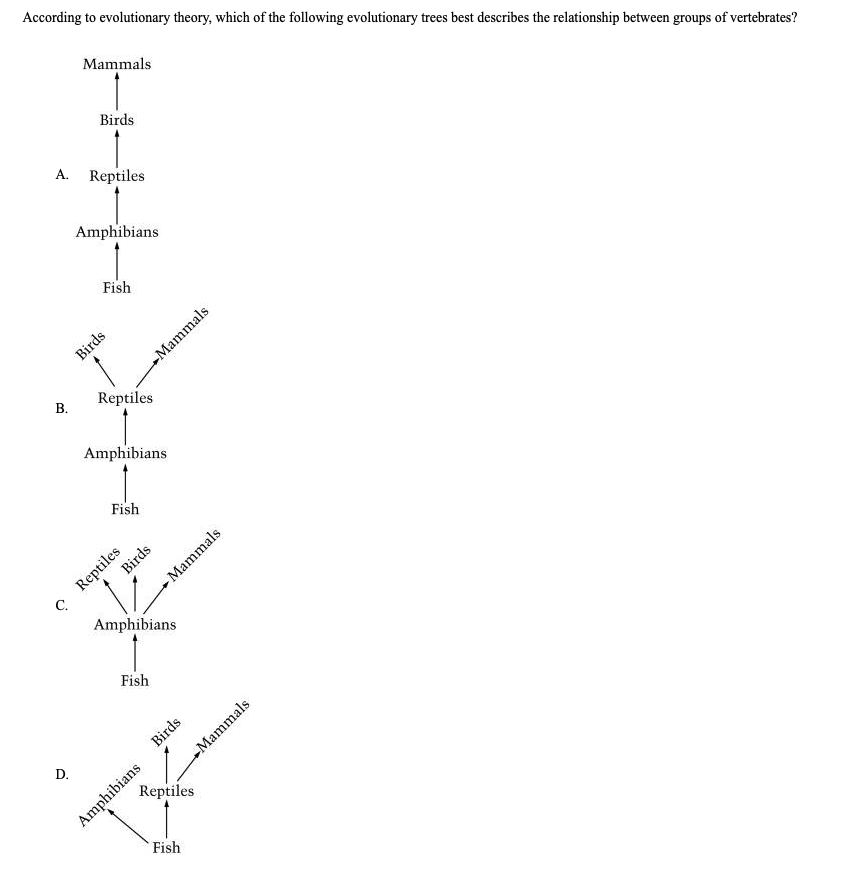 According to evolutionary theory, which of the following evolutionary trees best describes the relationship between groups of vertebrates?
Mammals
Birds
A. Reptiles
Amphibians
Fish
Birds Mammals
Reptiles
B.
Amphibians
Fish
Reptiles Birds Mammals
C.
Amphibians
Fish
Birds Mammals
D.
Amphibians Reptiles
Fish